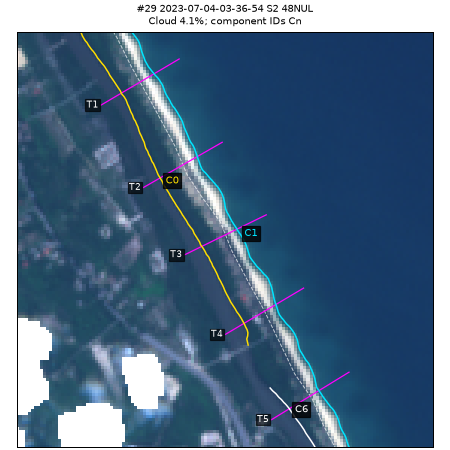 #29 2023-07-04-03-36-54 S2 48NUL
Cloud 4.1%; component IDs Cn
T1
T2
C0
C1
T3
T4
C6
T5